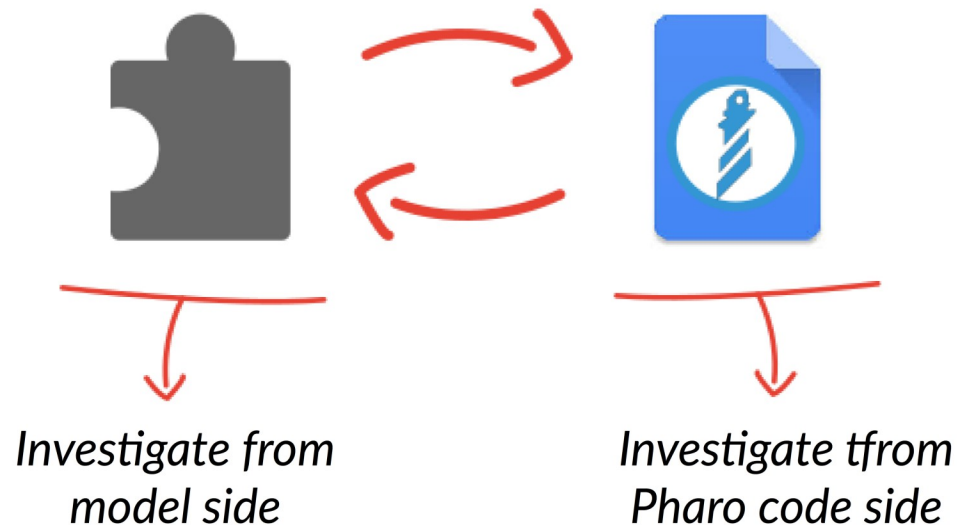 Investigate from
model side
Investigate tfrom
Pharo code side